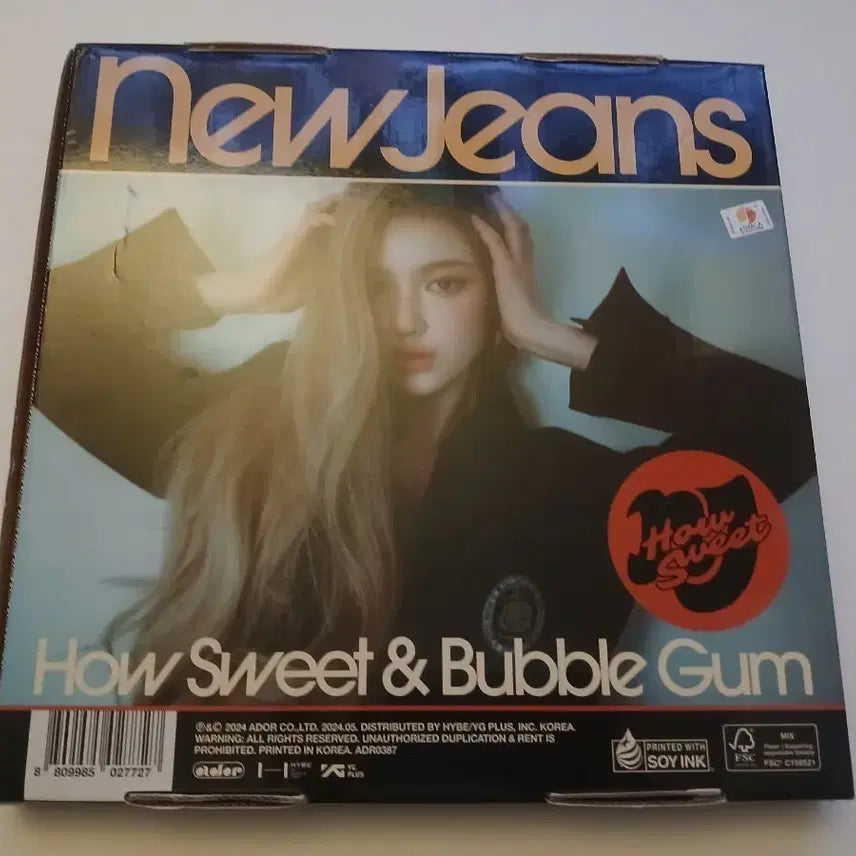 NewJeans
How Sweet
How Sweet & Bubble Gum
℗&© 2024 ADOR CO.,LTD. 2024.05. DISTRIBUTED BY HYBE/YG PLUS, INC. KOREA.
WARNING: ALL RIGHTS RESERVED. UNAUTHORIZED DUPLICATION & RENT IS
PROHIBITED. PRINTED IN KOREA. ADR0387
8 809985 027727
ador
HYBE
YG
PLUS
PRINTED WITH
SOY INK
FSC
MIX
FSC® C158521